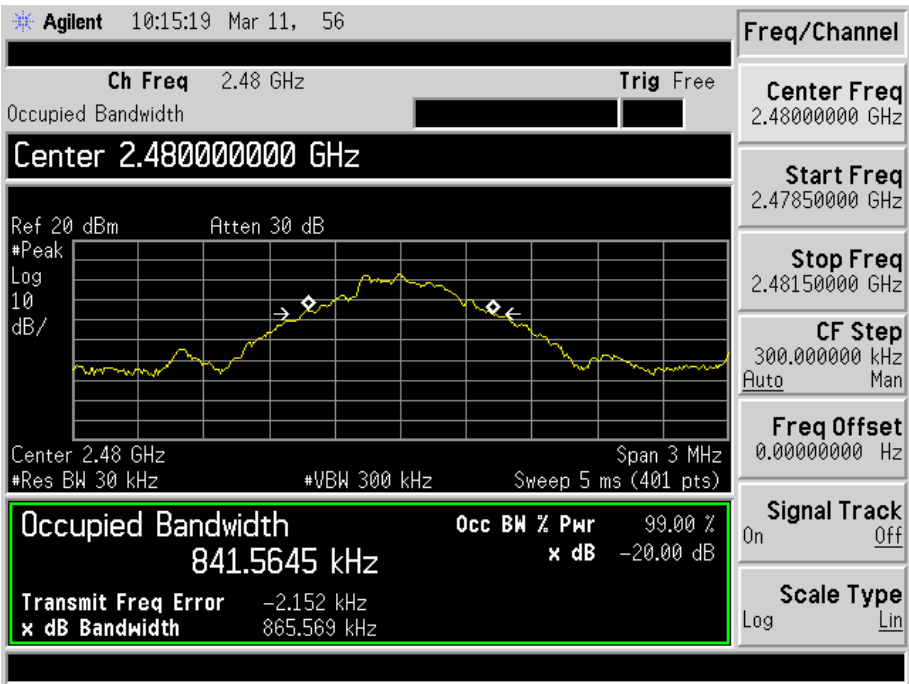 Agilent 10:15:19 Mar 11, 56
Ch Freq 2.48 GHz Trig Free
Occupied Bandwidth
Center 2.480000000 GHz
Ref 20 dBm Atten 30 dB
#Peak
Log
10
dB/
Center 2.48 GHz Span 3 MHz
#Res BW 30 kHz #VBW 300 kHz Sweep 5 ms (401 pts)
Occupied Bandwidth Occ BW % Pwr 99.00 %
841.5645 kHz x dB -20.00 dB
Transmit Freq Error -2.152 kHz
x dB Bandwidth 865.569 kHz
Freq/Channel
Center Freq
2.48000000 GHz
Start Freq
2.47850000 GHz
Stop Freq
2.48150000 GHz
CF Step
300.000000 kHz
Auto Man
Freq Offset
0.00000000 Hz
Signal Track
On Off
Scale Type
Log Lin